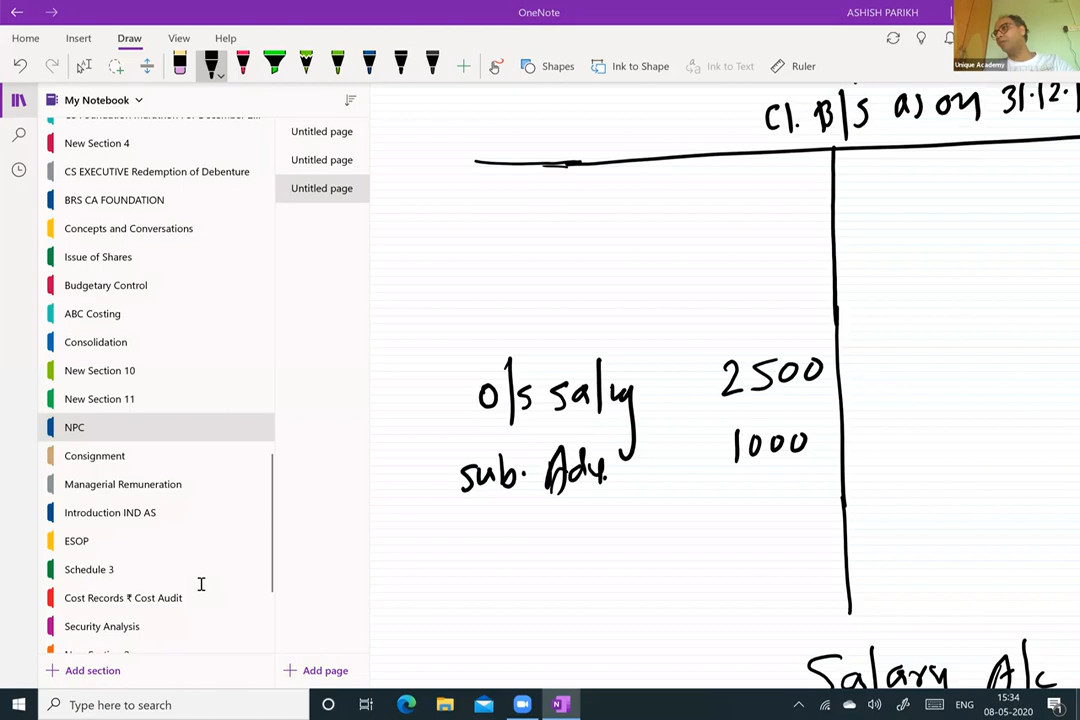 OneNote
ASHISH PARIKH
Home Insert Draw View Help
Shapes Ink to Shape Ink to Text Ruler
Unique Academy
My Notebook
New Section 4
CS EXECUTIVE Redemption of Debenture
BRS CA FOUNDATION
Concepts and Conversations
Issue of Shares
Budgetary Control
ABC Costing
Consolidation
New Section 10
New Section 11
NPC
Consignment
Managerial Remuneration
Introduction IND AS
ESOP
Schedule 3
Cost Records ₹ Cost Audit
Security Analysis
Add section
Untitled page
Untitled page
Untitled page
Add page
Cl. B/S as on 31.12.1
O/s salary 2500
sub. Adv. 1000
Salary A/c
Type here to search
ENG
15:34
08-05-2020
1